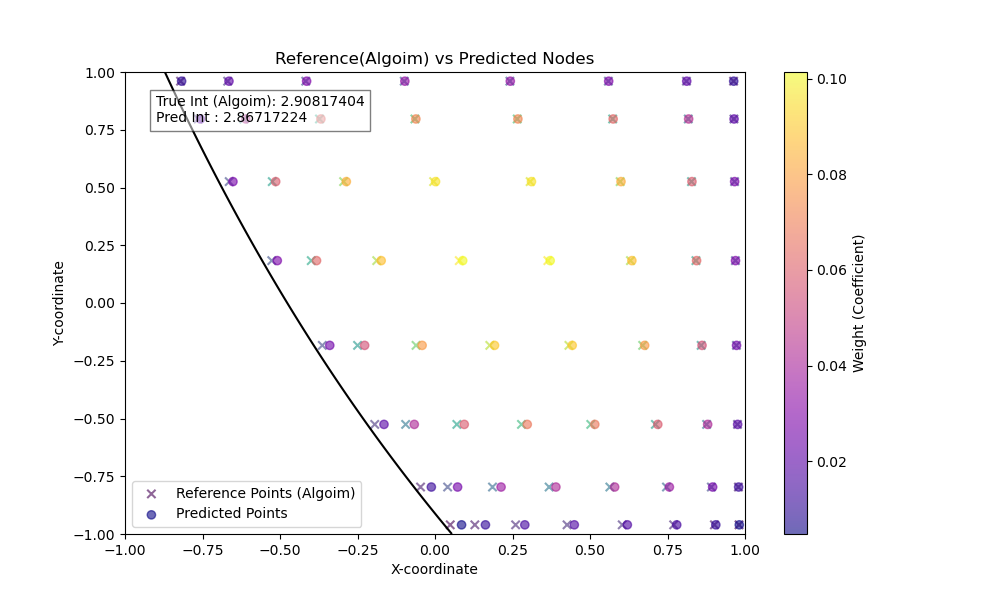 Reference(Algoim) vs Predicted Nodes
True Int (Algoim): 2.90817404
Pred Int : 2.86717224
Y-coordinate
1.00
0.75
0.50
0.25
0.00
−0.25
−0.50
−0.75
−1.00
Reference Points (Algoim)
Predicted Points
−1.00 −0.75 −0.50 −0.25 0.00 0.25 0.50 0.75 1.00
X-coordinate
0.10
0.08
0.06
0.04
0.02
Weight (Coefficient)